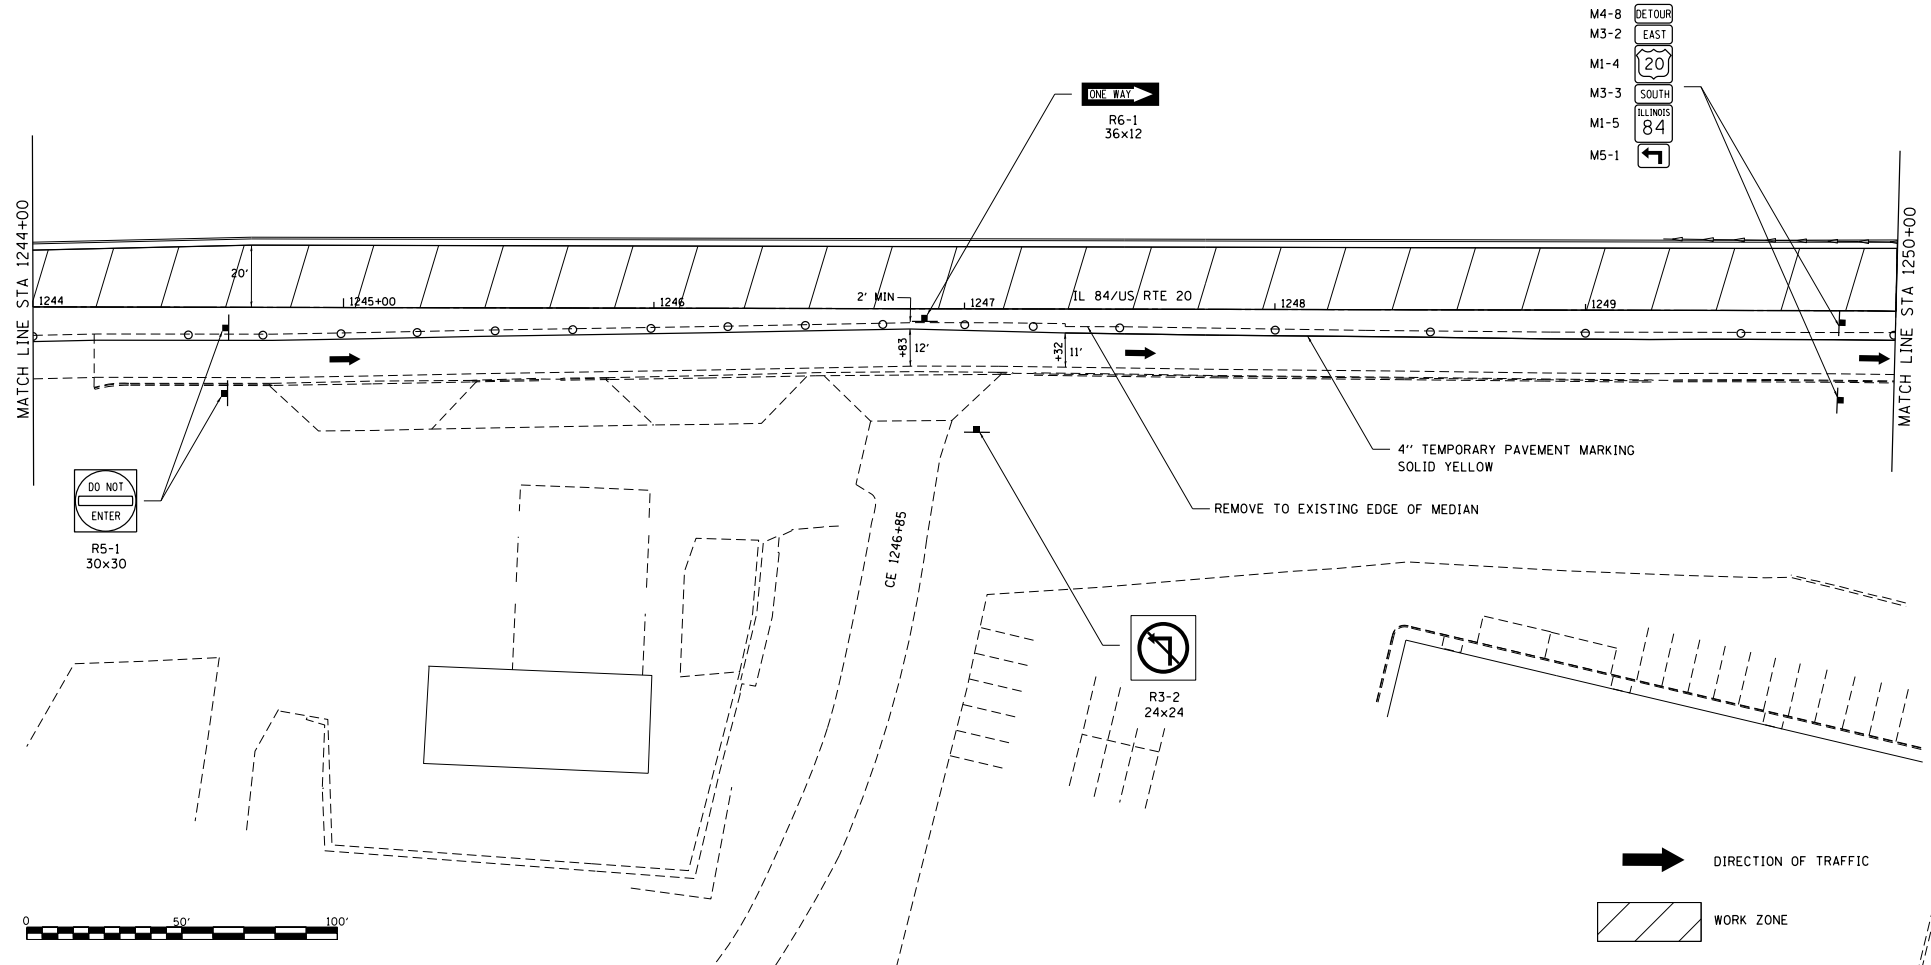 M4-8 DETOUR
M3-2 EAST
M1-4 20
M3-3 SOUTH
M1-5 ILLINOIS 84
M5-1
ONE WAY
R6-1
36x12
MATCH LINE STA 1244+00
MATCH LINE STA 1250+00
20'
1244
1245+00
1246
2' MIN
1247
IL 84/US RTE 20
1248
1249
+83
12'
+32
11'
4'' TEMPORARY PAVEMENT MARKING
SOLID YELLOW
REMOVE TO EXISTING EDGE OF MEDIAN
DO NOT
ENTER
R5-1
30x30
CE 1246+85
R3-2
24x24
DIRECTION OF TRAFFIC
WORK ZONE
0 50' 100'